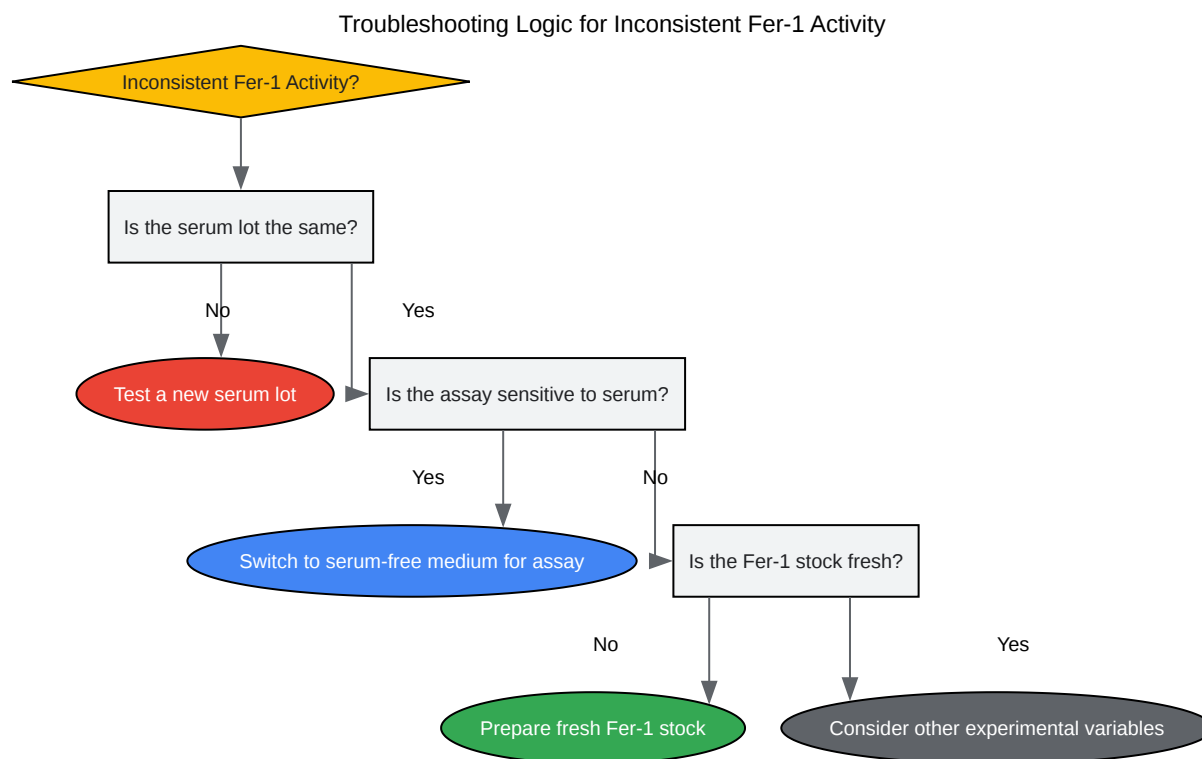 Troubleshooting Logic for Inconsistent Fer-1 Activity
Inconsistent Fer-1 Activity?
Is the serum lot the same?
No
Yes
Test a new serum lot
Is the assay sensitive to serum?
Yes
No
Switch to serum-free medium for assay
Is the Fer-1 stock fresh?
No
Yes
Prepare fresh Fer-1 stock
Consider other experimental variables